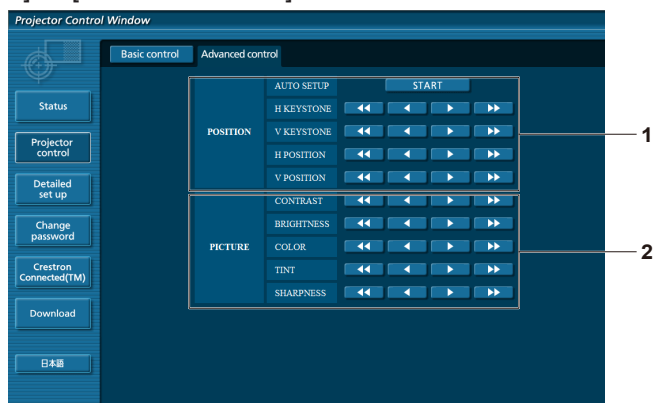 Projector Control Window
Basic control
Advanced control
Status
Projector
control
Detailed
set up
Change
password
Crestron
Connected(TM)
Download
日本語
POSITION
AUTO SETUP START
H KEYSTONE
V KEYSTONE
H POSITION
V POSITION
1
PICTURE
CONTRAST
BRIGHTNESS
COLOR
TINT
SHARPNESS
2